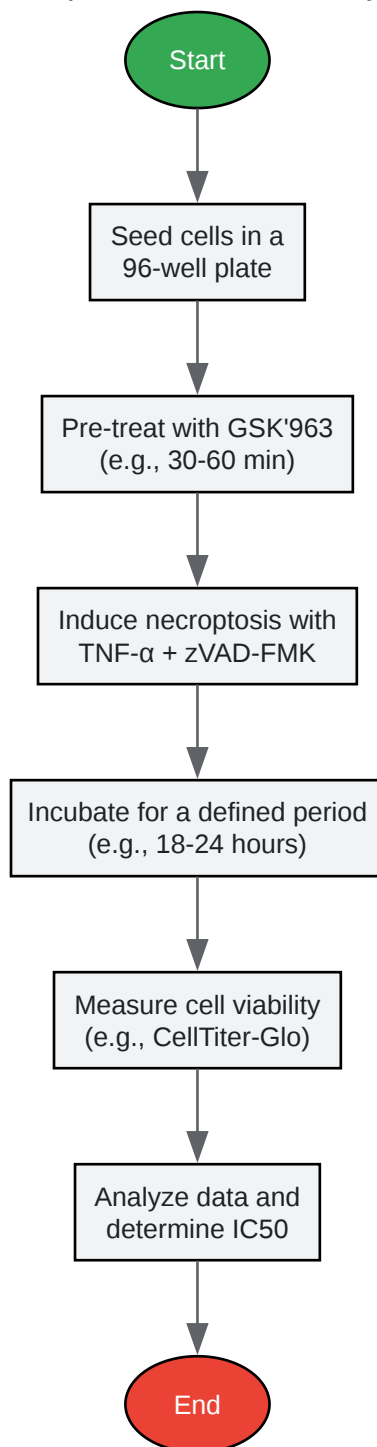 Start
Seed cells in a
96-well plate
Pre-treat with GSK'963
(e.g., 30-60 min)
Induce necroptosis with
TNF-α + zVAD-FMK
Incubate for a defined period
(e.g., 18-24 hours)
Measure cell viability
(e.g., CellTiter-Glo)
Analyze data and
determine IC50
End